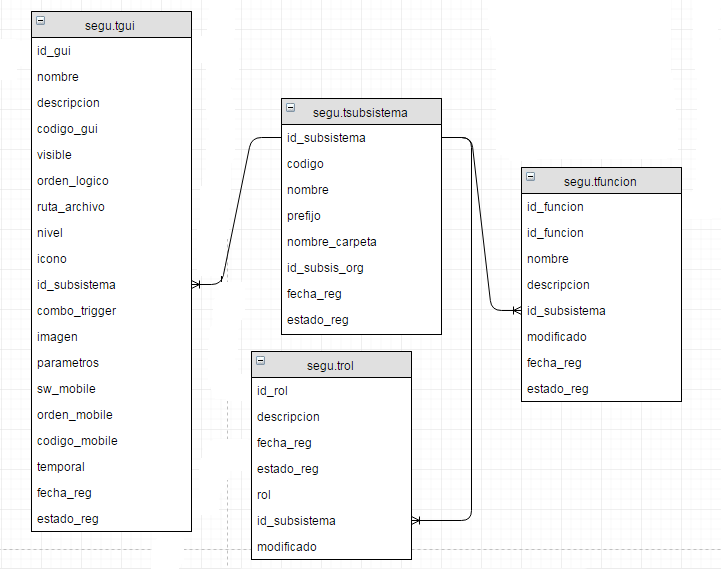 segu.tgui
id_gui
nombre
descripcion
codigo_gui
visible
orden_logico
ruta_archivo
nivel
icono
id_subsistema
combo_trigger
imagen
parametros
sw_mobile
orden_mobile
codigo_mobile
temporal
fecha_reg
estado_reg
segu.tsubsistema
id_subsistema
codigo
nombre
prefijo
nombre_carpeta
id_subsis_org
fecha_reg
estado_reg
segu.trol
id_rol
descripcion
fecha_reg
estado_reg
rol
id_subsistema
modificado
segu.tfuncion
id_funcion
id_funcion
nombre
descripcion
id_subsistema
modificado
fecha_reg
estado_reg